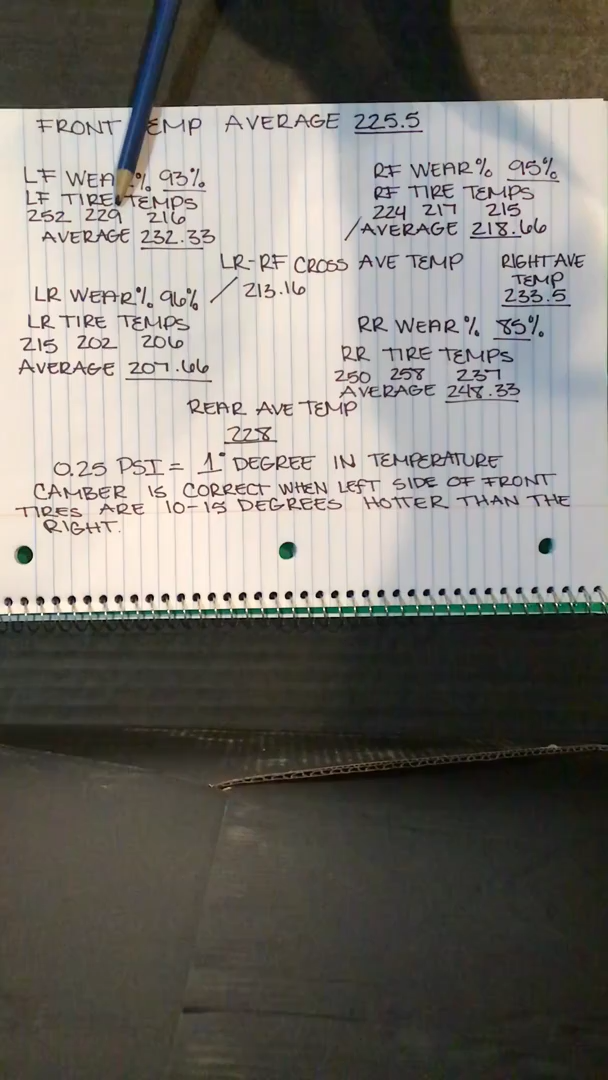 FRONT TEMP AVERAGE 225.5
LF WEAR % 93%
LF TIRE TEMPS
252 229 216
AVERAGE 232.33
RF WEAR % 95%
RF TIRE TEMPS
224 217 215
AVERAGE 218.66
LR-RF CROSS AVE TEMP
213.16
RIGHT AVE
TEMP
233.5
LR WEAR% 96%
LR TIRE TEMPS
215 202 206
AVERAGE 207.66
RR WEAR % 85%
RR TIRE TEMPS
250 258 237
AVERAGE 248.33
REAR AVE TEMP
228
0.25 PSI = 1° DEGREE IN TEMPERATURE
CAMBER IS CORRECT WHEN LEFT SIDE OF FRONT
TIRES ARE 10-15 DEGREES HOTTER THAN THE
RIGHT.